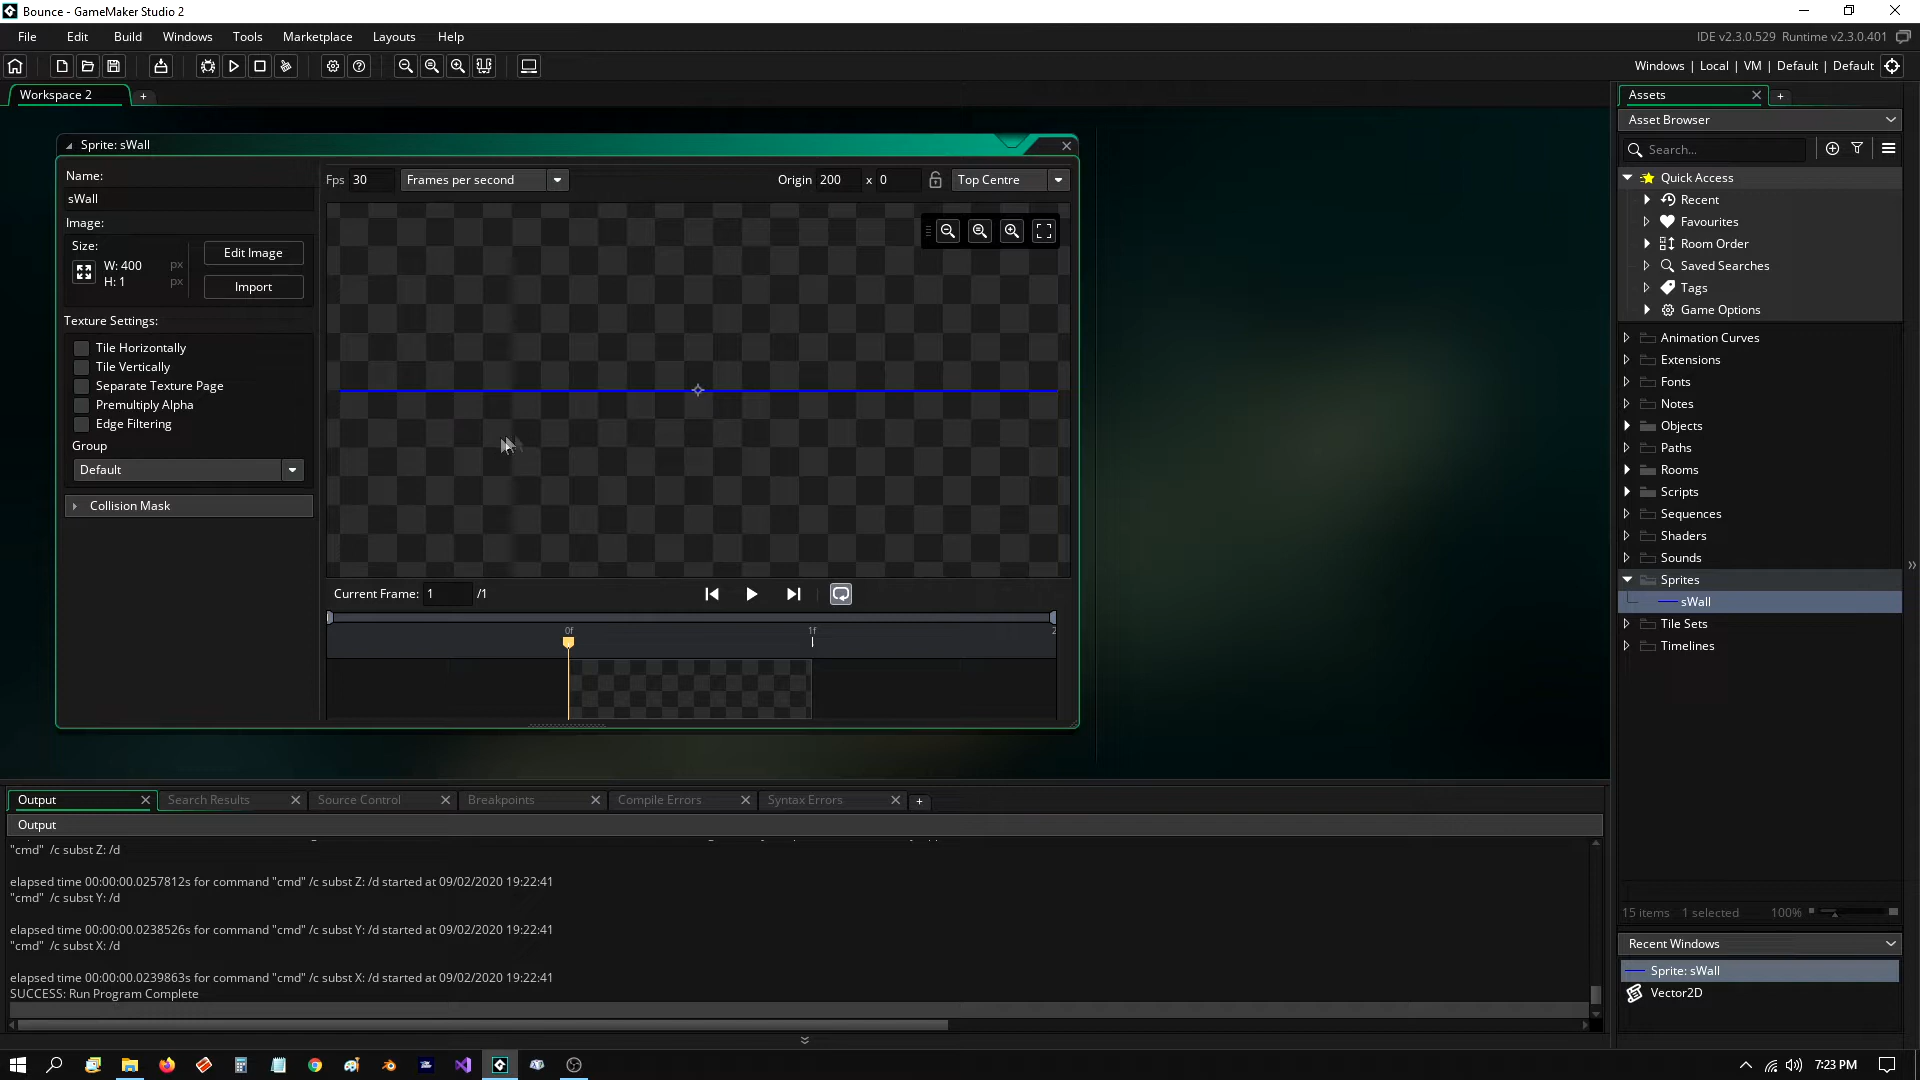 Bounce - GameMaker Studio 2
File Edit Build Windows Tools Marketplace Layouts Help
IDE v2.3.0.529 Runtime v2.3.0.401
Windows | Local | VM | Default | Default
Workspace 2
Sprite: sWall
Name:
sWall
Image:
Size:
W: 400 px
H: 1 px
Edit Image
Import
Texture Settings:
Tile Horizontally
Tile Vertically
Separate Texture Page
Premultiply Alpha
Edge Filtering
Group
Default
Collision Mask
Fps 30 Frames per second Origin 200 x 0 Top Centre
Current Frame: 1 /1
0f 1f 2
Assets
Asset Browser
Search...
Quick Access
Recent
Favourites
Room Order
Saved Searches
Tags
Game Options
Animation Curves
Extensions
Fonts
Notes
Objects
Paths
Rooms
Scripts
Sequences
Shaders
Sounds
Sprites
sWall
Tile Sets
Timelines
15 items 1 selected 100%
Recent Windows
Sprite: sWall
Vector2D
Output Search Results Source Control Breakpoints Compile Errors Syntax Errors
Output
"cmd" /c subst Z: /d
elapsed time 00:00:00.0257812s for command "cmd" /c subst Z: /d started at 09/02/2020 19:22:41
"cmd" /c subst Y: /d
elapsed time 00:00:00.0238526s for command "cmd" /c subst Y: /d started at 09/02/2020 19:22:41
"cmd" /c subst X: /d
elapsed time 00:00:00.0239863s for command "cmd" /c subst X: /d started at 09/02/2020 19:22:41
SUCCESS: Run Program Complete
7:23 PM